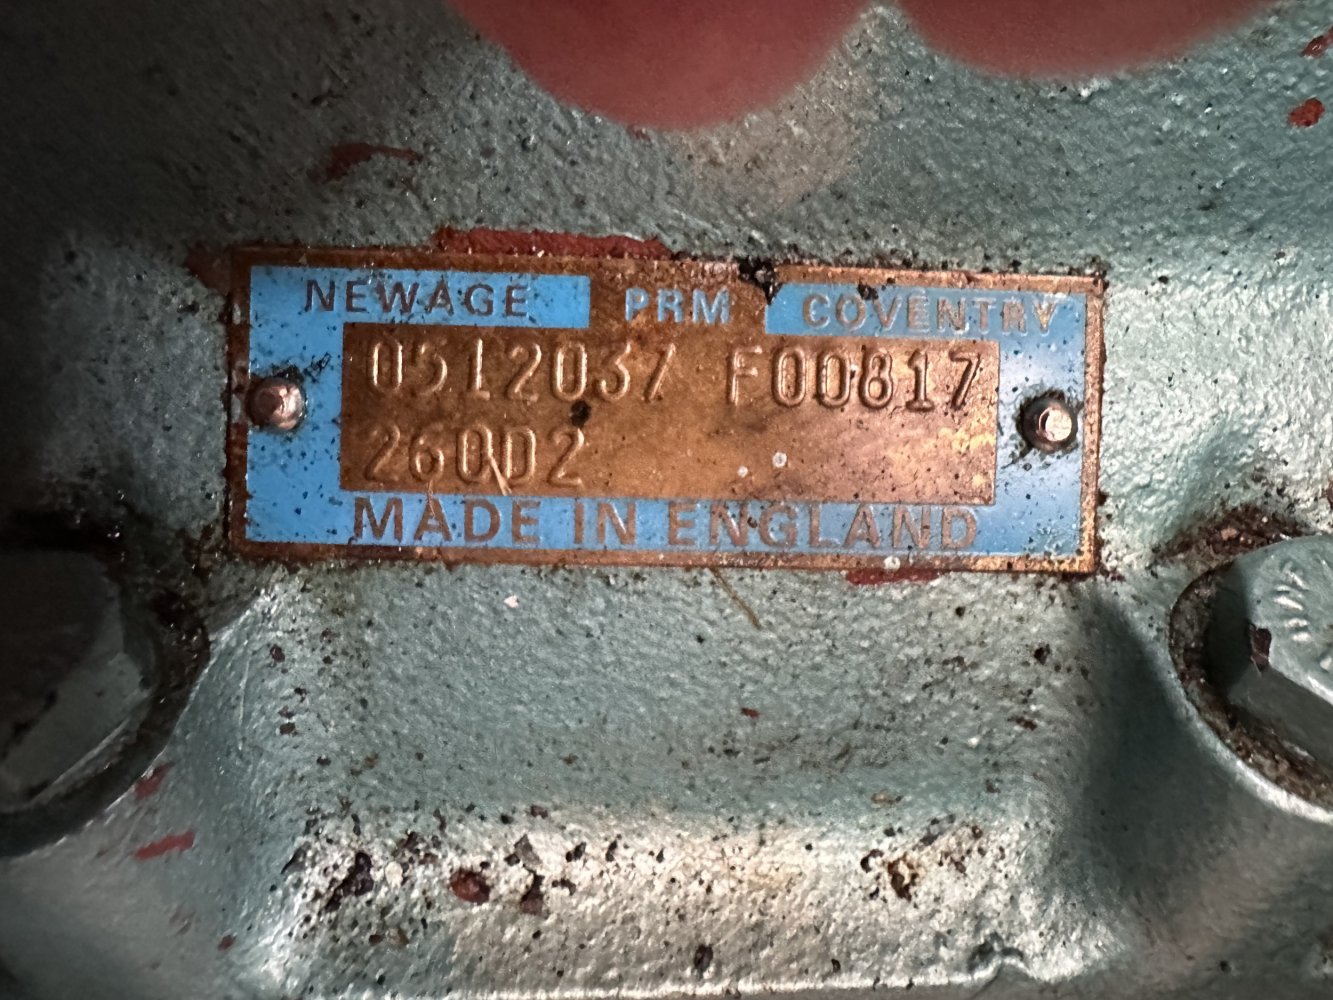 NEWAGE PRM COVENTRY
0512037 F00817
260D2
MADE IN ENGLAND